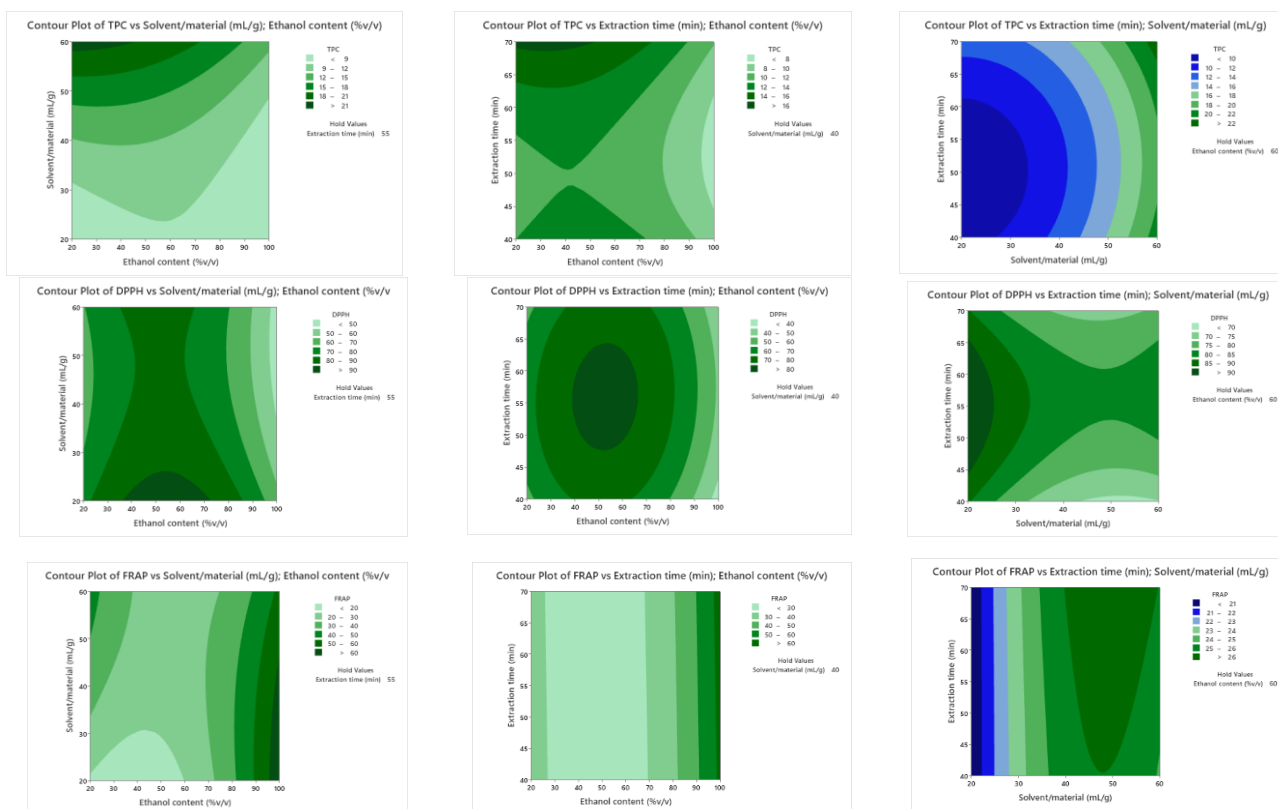 Contour Plot of TPC vs Solvent/material (mL/g); Ethanol content (%v/v)
Solvent/material (mL/g)
60
50
40
30
20
20 30 40 50 60 70 80 90 100
Ethanol content (%v/v)
TPC
< 9
9 – 12
12 – 15
15 – 18
18 – 21
> 21
Hold Values
Extraction time (min) 55
Contour Plot of TPC vs Extraction time (min); Ethanol content (%v/v)
Extraction time (min)
70
65
60
55
50
45
40
20 30 40 50 60 70 80 90 100
Ethanol content (%v/v)
TPC
< 8
8 – 10
10 – 12
12 – 14
14 – 16
> 16
Hold Values
Solvent/material (mL/g) 40
Contour Plot of TPC vs Extraction time (min); Solvent/material (mL/g)
Extraction time (min)
70
65
60
55
50
45
40
20 30 40 50 60
Solvent/material (mL/g)
TPC
< 10
10 – 12
12 – 14
14 – 16
16 – 18
18 – 20
20 – 22
> 22
Hold Values
Ethanol content (%v/v) 60
Contour Plot of DPPH vs Solvent/material (mL/g); Ethanol content (%v/v
Solvent/material (mL/g)
60
50
40
30
20
20 30 40 50 60 70 80 90 100
Ethanol content (%v/v)
DPPH
< 50
50 – 60
60 – 70
70 – 80
80 – 90
> 90
Hold Values
Extraction time (min) 55
Contour Plot of DPPH vs Extraction time (min); Ethanol content (%v/v)
Extraction time (min)
70
65
60
55
50
45
40
20 30 40 50 60 70 80 90 100
Ethanol content (%v/v)
DPPH
< 40
40 – 50
50 – 60
60 – 70
70 – 80
> 80
Hold Values
Solvent/material (mL/g) 40
Contour Plot of DPPH vs Extraction time (min); Solvent/material (mL/g)
Extraction time (min)
70
65
60
55
50
45
40
20 30 40 50 60
Solvent/material (mL/g)
DPPH
< 70
70 – 75
75 – 80
80 – 85
85 – 90
> 90
Hold Values
Ethanol content (%v/v) 60
Contour Plot of FRAP vs Solvent/material (mL/g); Ethanol content (%v/v
Solvent/material (mL/g)
60
50
40
30
20
20 30 40 50 60 70 80 90 100
Ethanol content (%v/v)
FRAP
< 20
20 – 30
30 – 40
40 – 50
50 – 60
> 60
Hold Values
Extraction time (min) 55
Contour Plot of FRAP vs Extraction time (min); Ethanol content (%v/v)
Extraction time (min)
70
65
60
55
50
45
40
20 30 40 50 60 70 80 90 100
Ethanol content (%v/v)
FRAP
< 30
30 – 40
40 – 50
50 – 60
> 60
Hold Values
Solvent/material (mL/g) 40
Contour Plot of FRAP vs Extraction time (min); Solvent/material (mL/g)
Extraction time (min)
70
65
60
55
50
45
40
20 30 40 50 60
Solvent/material (mL/g)
FRAP
< 21
21 – 22
22 – 23
23 – 24
24 – 25
25 – 26
> 26
Hold Values
Ethanol content (%v/v) 60